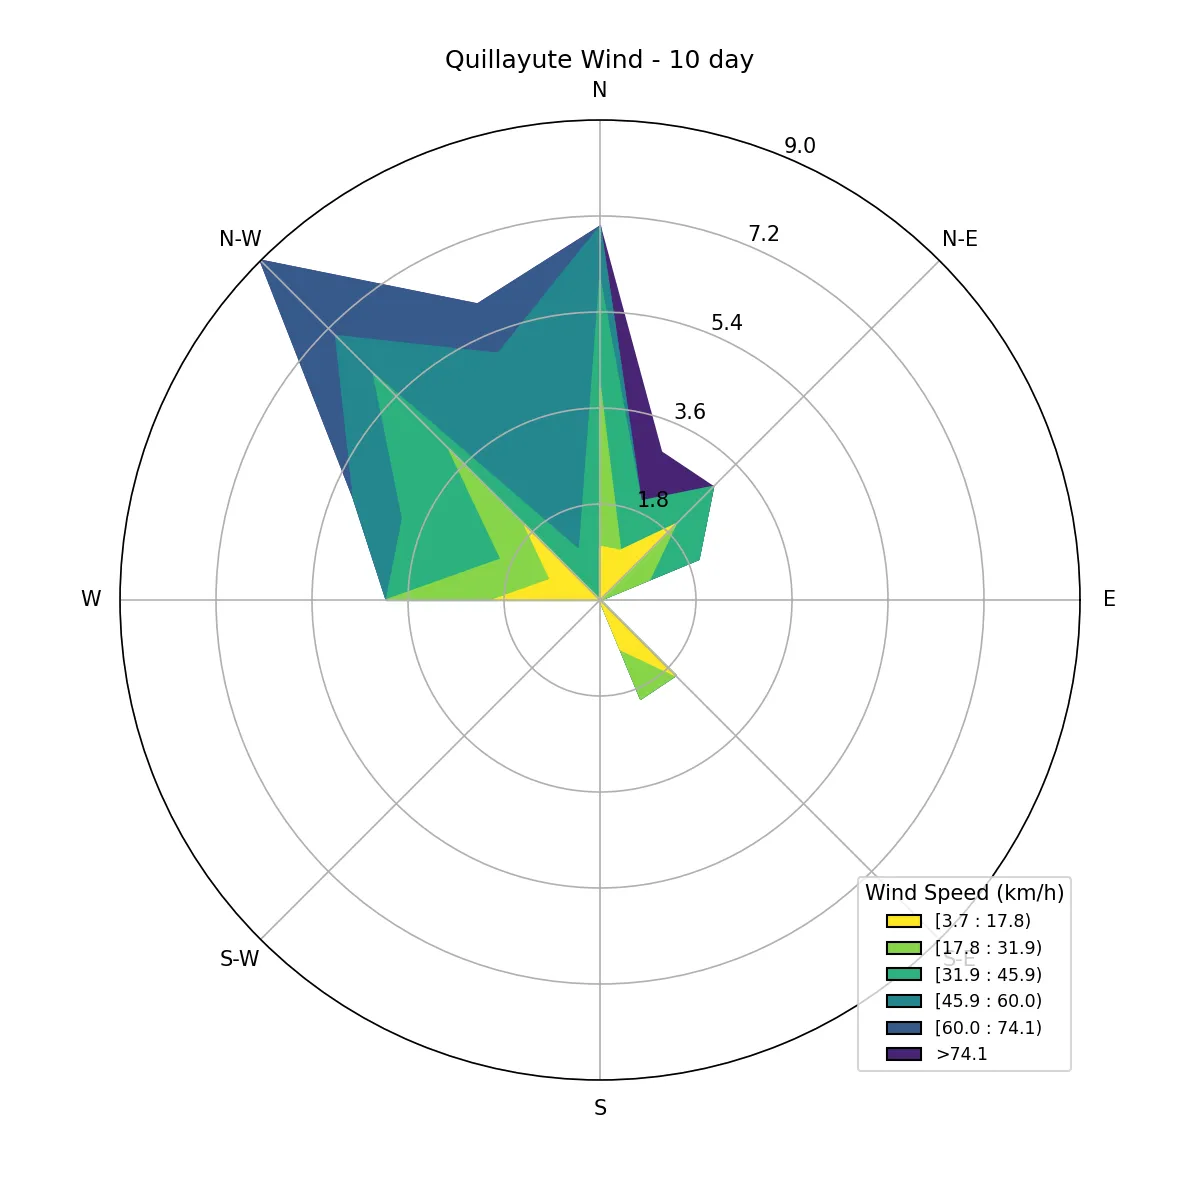 Quillayute Wind - 10 day
N
9.0
N-W
7.2
N-E
5.4
3.6
1.8
W
E
Wind Speed (km/h)
[3.7 : 17.8)
[17.8 : 31.9)
S-W
S-E
[31.9 : 45.9)
[45.9 : 60.0)
[60.0 : 74.1)
>74.1
S